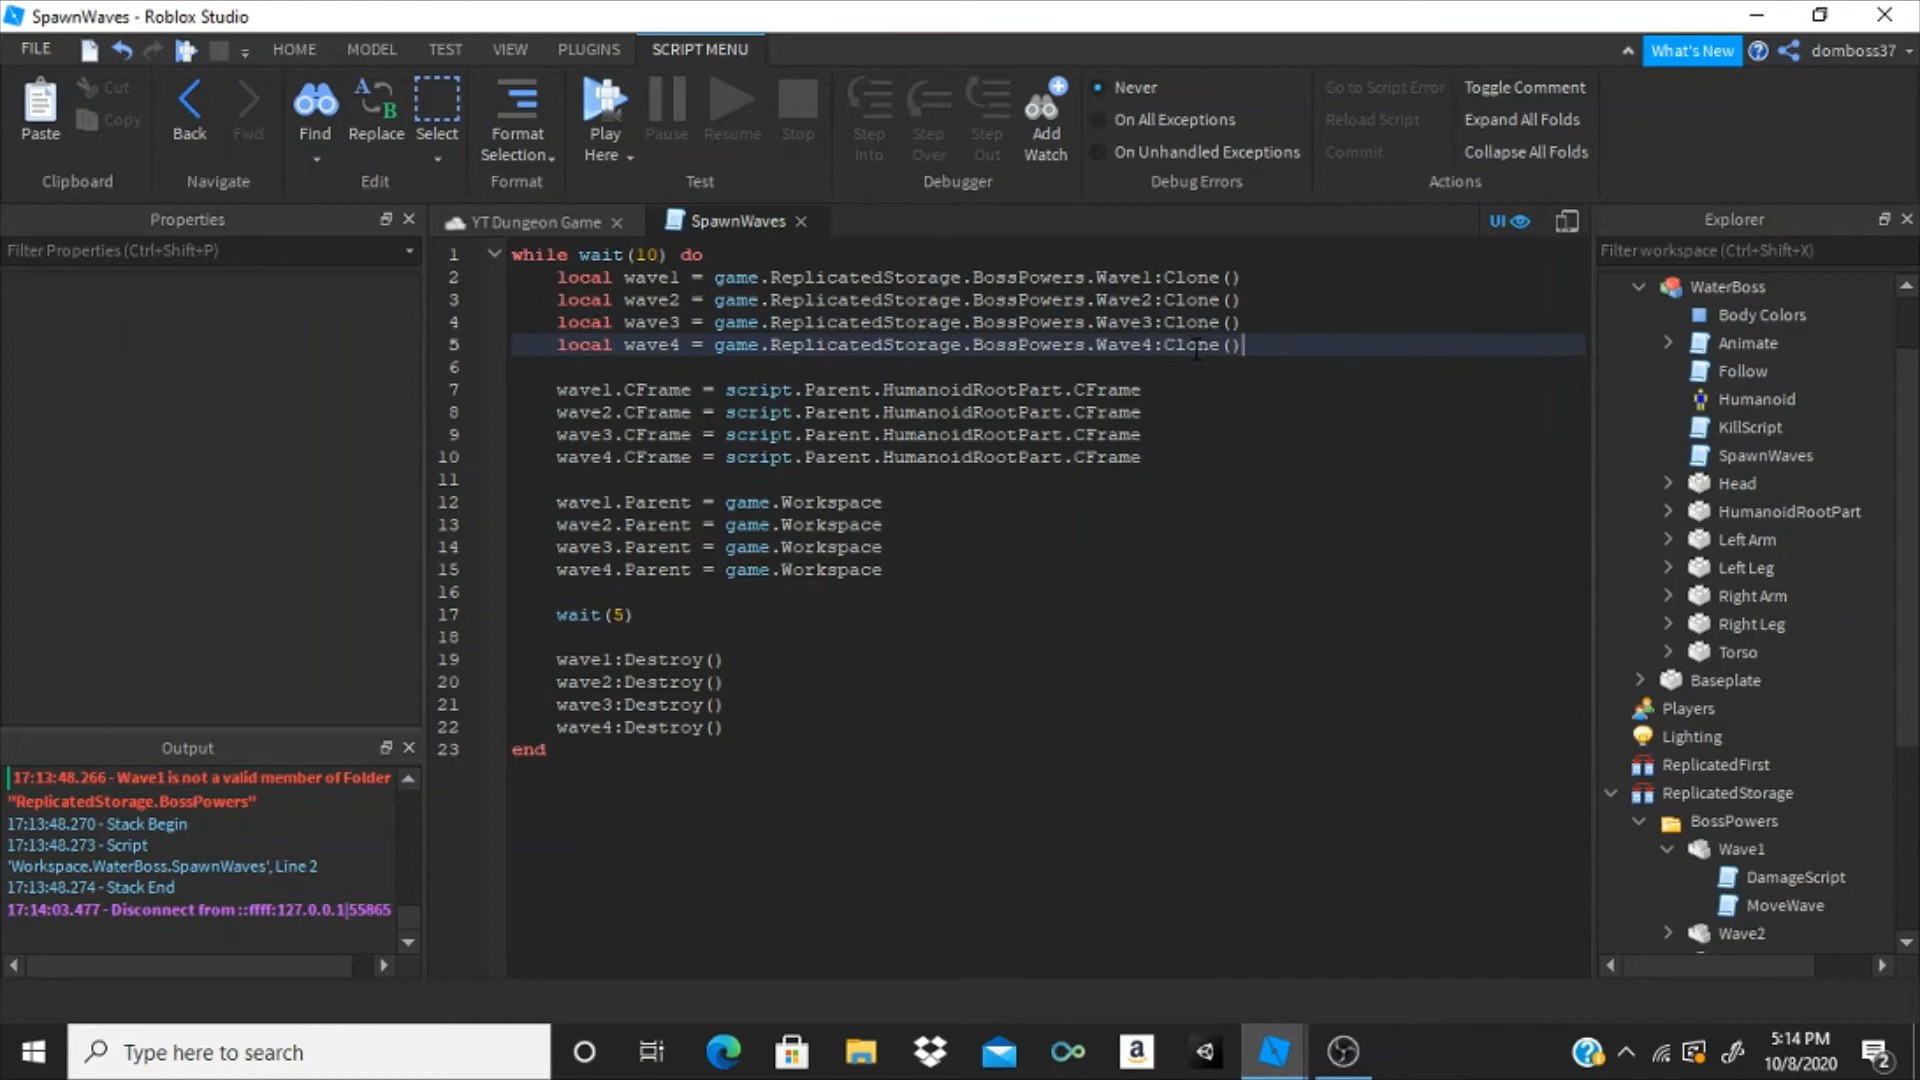 SpawnWaves - Roblox Studio
FILE HOME MODEL TEST VIEW PLUGINS SCRIPT MENU What's New domboss37
Paste Cut Copy Back Fwd Find Replace Select Format Selection Play Here Pause Resume Stop Step Into Step Over Step Out Add Watch
Never
On All Exceptions
On Unhandled Exceptions
Go to Script Error
Reload Script
Commit
Toggle Comment
Expand All Folds
Collapse All Folds
Clipboard Navigate Edit Format Test Debugger Debug Errors Actions
Properties
Filter Properties (Ctrl+Shift+P)
YT Dungeon Game SpawnWaves UI
1 while wait(10) do
2 local wave1 = game.ReplicatedStorage.BossPowers.Wave1:Clone()
3 local wave2 = game.ReplicatedStorage.BossPowers.Wave2:Clone()
4 local wave3 = game.ReplicatedStorage.BossPowers.Wave3:Clone()
5 local wave4 = game.ReplicatedStorage.BossPowers.Wave4:Clone()
6
7 wave1.CFrame = script.Parent.HumanoidRootPart.CFrame
8 wave2.CFrame = script.Parent.HumanoidRootPart.CFrame
9 wave3.CFrame = script.Parent.HumanoidRootPart.CFrame
10 wave4.CFrame = script.Parent.HumanoidRootPart.CFrame
11
12 wave1.Parent = game.Workspace
13 wave2.Parent = game.Workspace
14 wave3.Parent = game.Workspace
15 wave4.Parent = game.Workspace
16
17 wait(5)
18
19 wave1:Destroy()
20 wave2:Destroy()
21 wave3:Destroy()
22 wave4:Destroy()
23 end
Output
17:13:48.266 - Wave1 is not a valid member of Folder
"ReplicatedStorage.BossPowers"
17:13:48.270 - Stack Begin
17:13:48.273 - Script
'Workspace.WaterBoss.SpawnWaves', Line 2
17:13:48.274 - Stack End
17:14:03.477 - Disconnect from ::ffff:127.0.0.1|55865
Explorer
Filter workspace (Ctrl+Shift+X)
WaterBoss
Body Colors
Animate
Follow
Humanoid
KillScript
SpawnWaves
Head
HumanoidRootPart
Left Arm
Left Leg
Right Arm
Right Leg
Torso
Baseplate
Players
Lighting
ReplicatedFirst
ReplicatedStorage
BossPowers
Wave1
DamageScript
MoveWave
Wave2
Type here to search
5:14 PM
10/8/2020
2